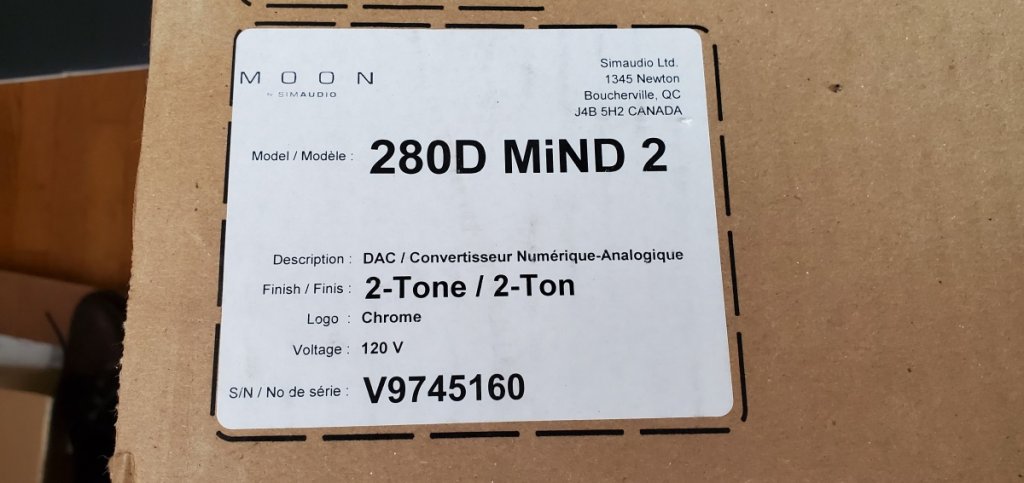 MOON
by SIMAUDIO
Simaudio Ltd.
1345 Newton
Boucherville, QC
J4B 5H2 CANADA
Model / Modèle : 280D MiND 2
Description : DAC / Convertisseur Numérique-Analogique
Finish / Finis : 2-Tone / 2-Ton
Logo : Chrome
Voltage : 120 V
S/N / No de série : V9745160